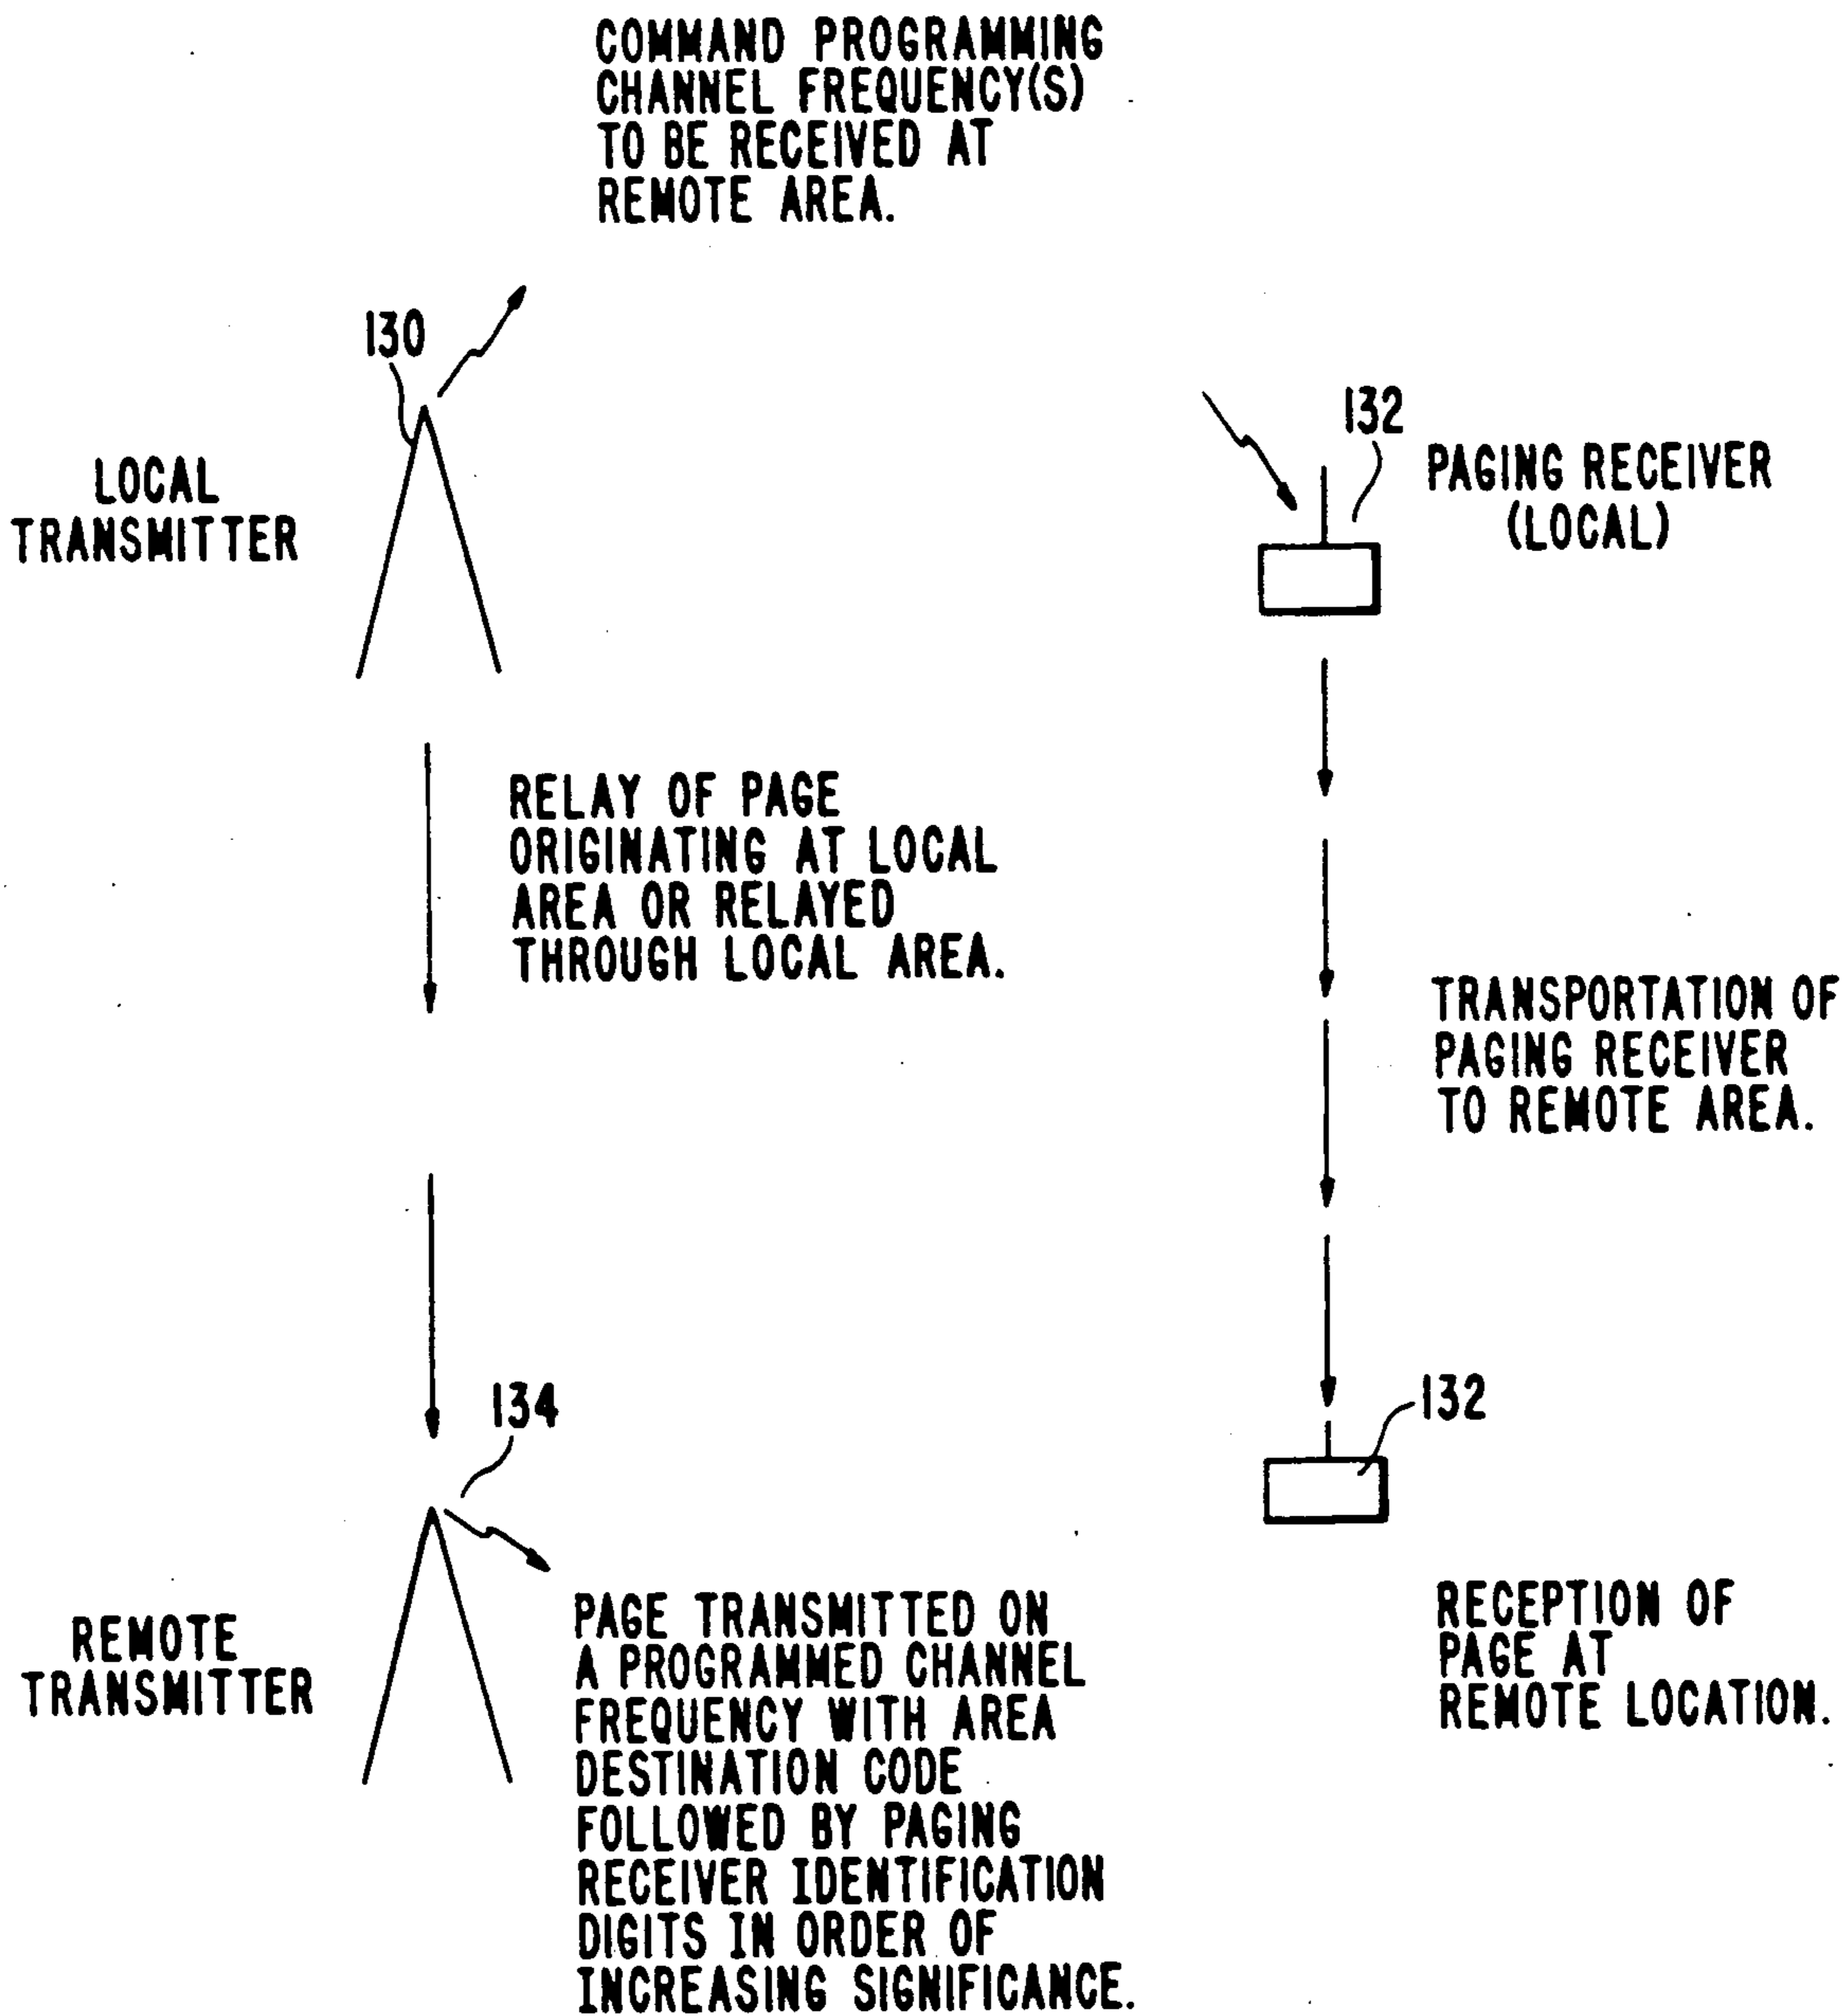 COMMAND PROGRAMMING
CHANNEL FREQUENCY(S)
TO BE RECEIVED AT
REMOTE AREA.
130
LOCAL
TRANSMITTER
132
PAGING RECEIVER
(LOCAL)
RELAY OF PAGE
ORIGINATING AT LOCAL
AREA OR RELAYED
THROUGH LOCAL AREA.
TRANSPORTATION OF
PAGING RECEIVER
TO REMOTE AREA.
134
132
REMOTE
TRANSMITTER
PAGE TRANSMITTED ON
A PROGRAMMED CHANNEL
FREQUENCY WITH AREA
DESTINATION CODE
FOLLOWED BY PAGING
RECEIVER IDENTIFICATION
DIGITS IN ORDER OF
INCREASING SIGNIFICANCE.
RECEPTION OF
PAGE AT
REMOTE LOCATION.